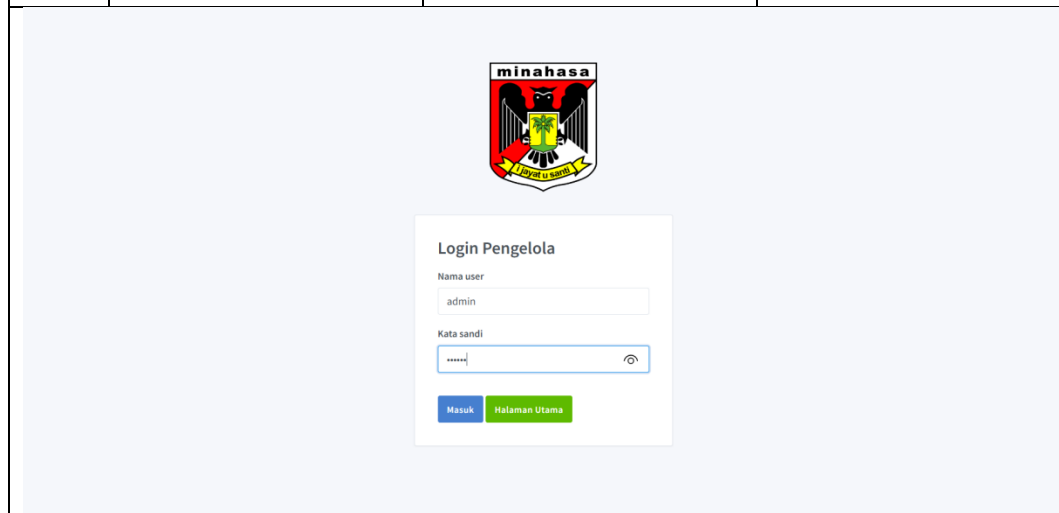 minahasa
i jayat u santi
Login Pengelola
Nama user
admin
Kata sandi
••••••
Masuk
Halaman Utama